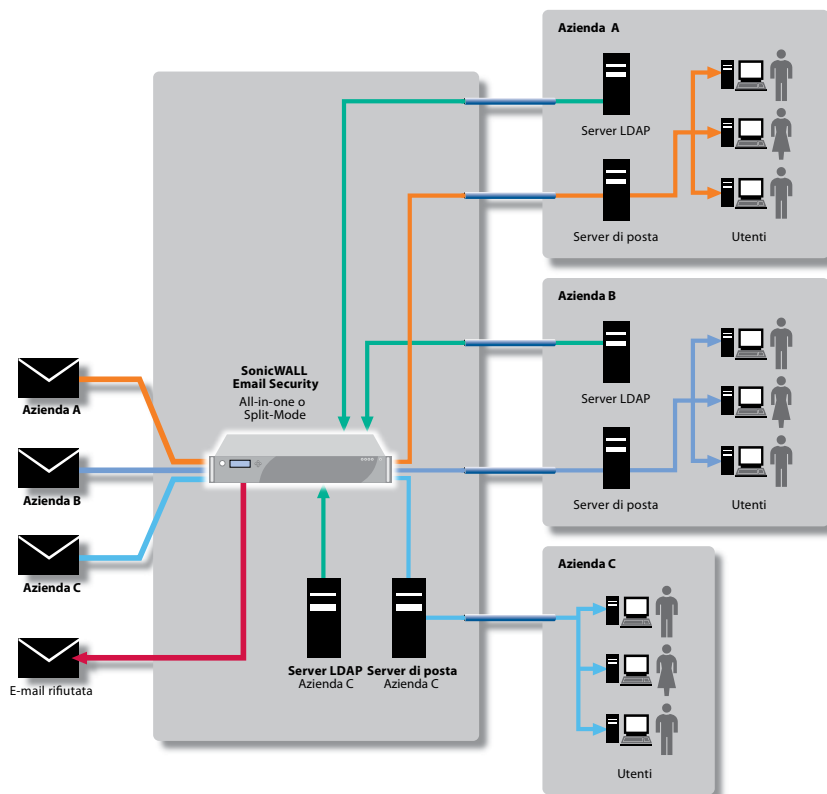 Azienda A
Server LDAP
Server di posta
Utenti
Azienda B
Server LDAP
Server di posta
Utenti
Azienda C
Utenti
SonicWALL
Email Security
All-in-one o
Split-Mode
Azienda A
Azienda B
Azienda C
E-mail rifiutata
Server LDAP
Azienda C
Server di posta
Azienda C